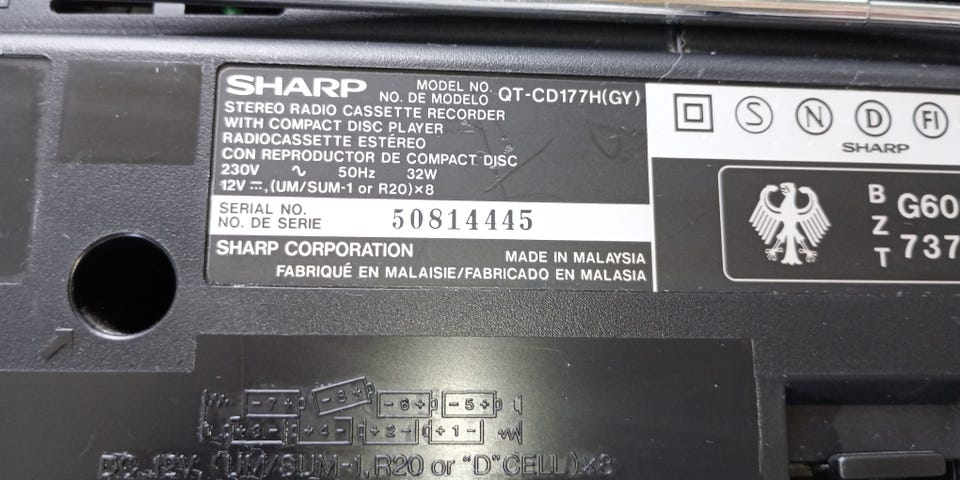 SHARP
MODEL NO.
NO. DE MODELO QT-CD177H(GY)
STEREO RADIO CASSETTE RECORDER
WITH COMPACT DISC PLAYER
RADIOCASSETTE ESTÉREO
CON REPRODUCTOR DE COMPACT DISC
230V ∼ 50Hz 32W
12V ⎓, (UM/SUM-1 or R20)×8
SERIAL NO.
NO. DE SERIE 50814445
SHARP CORPORATION MADE IN MALAYSIA
FABRIQUÉ EN MALAISIE/FABRICADO EN MALASIA
S N D FI
SHARP
B
Z
T
G60
737
-7+ -8+ -6+ -5+
+3- +4- +2- +1-
DC 12V, (UM/SUM-1,R20 or "D"CELL)×8